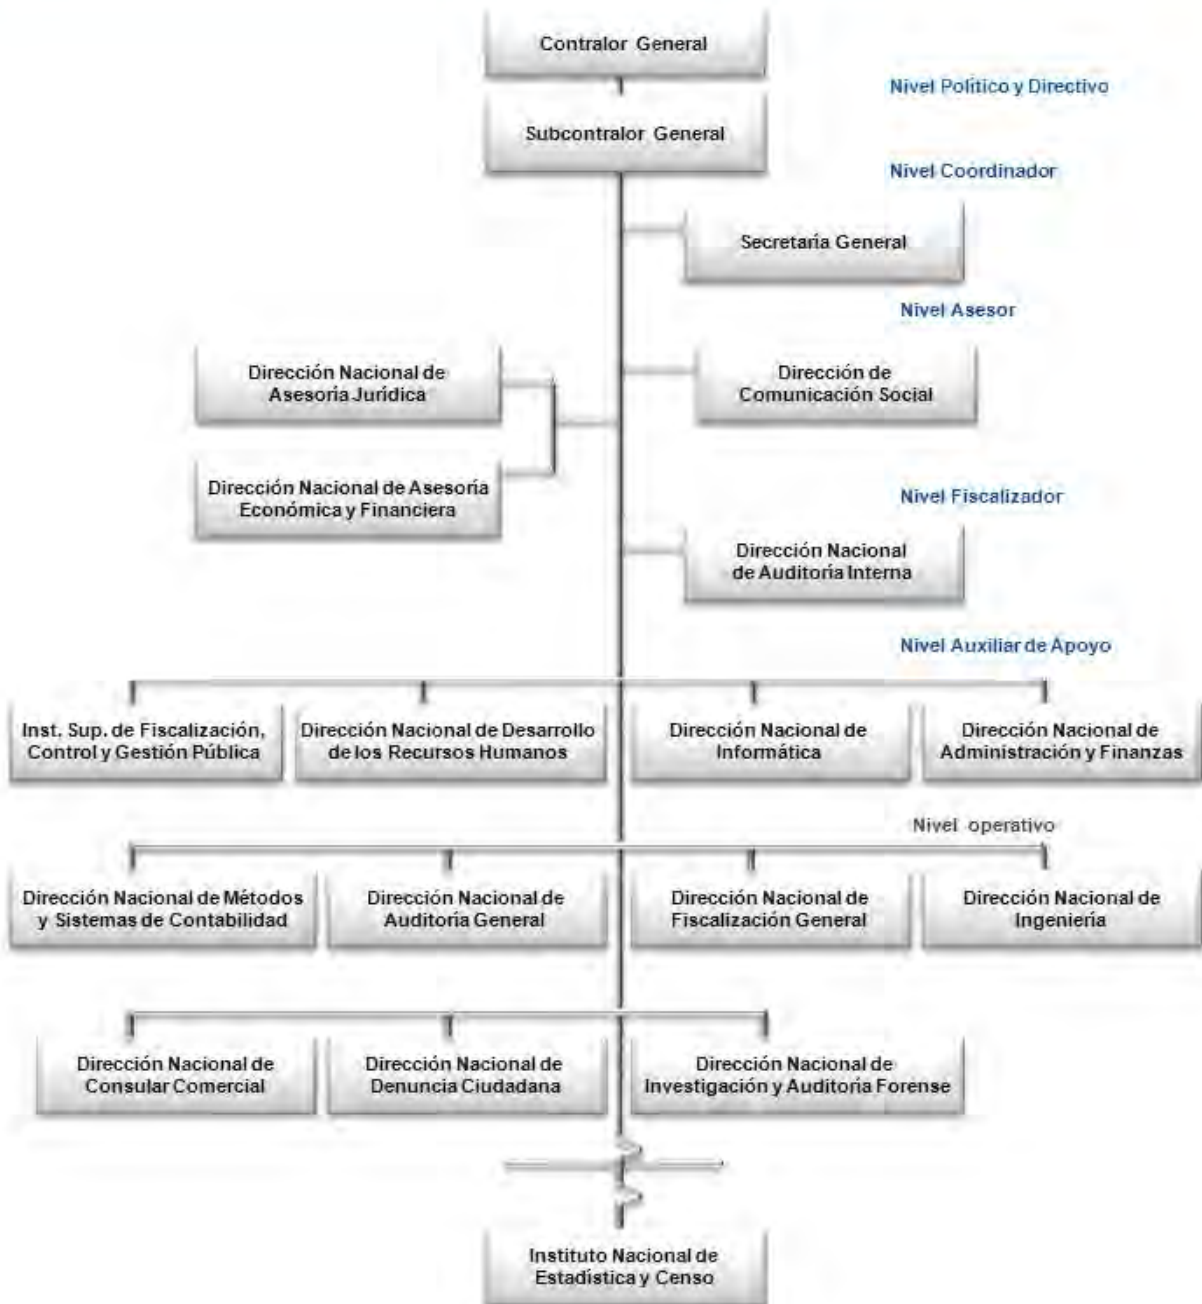 Contralor General
Nivel Político y Directivo
Subcontralor General
Nivel Coordinador
Secretaría General
Nivel Asesor
Dirección Nacional de
Asesoría Jurídica
Dirección de
Comunicación Social
Dirección Nacional de Asesoría
Económica y Financiera
Nivel Fiscalizador
Dirección Nacional
de Auditoría Interna
Nivel Auxiliar de Apoyo
Inst. Sup. de Fiscalización,
Control y Gestión Pública
Dirección Nacional de Desarrollo
de los Recursos Humanos
Dirección Nacional de
Informática
Dirección Nacional de
Administración y Finanzas
Nivel operativo
Dirección Nacional de Métodos
y Sistemas de Contabilidad
Dirección Nacional de
Auditoría General
Dirección Nacional de
Fiscalización General
Dirección Nacional de
Ingeniería
Dirección Nacional de
Consular Comercial
Dirección Nacional de
Denuncia Ciudadana
Dirección Nacional de
Investigación y Auditoría Forense
Instituto Nacional de
Estadística y Censo